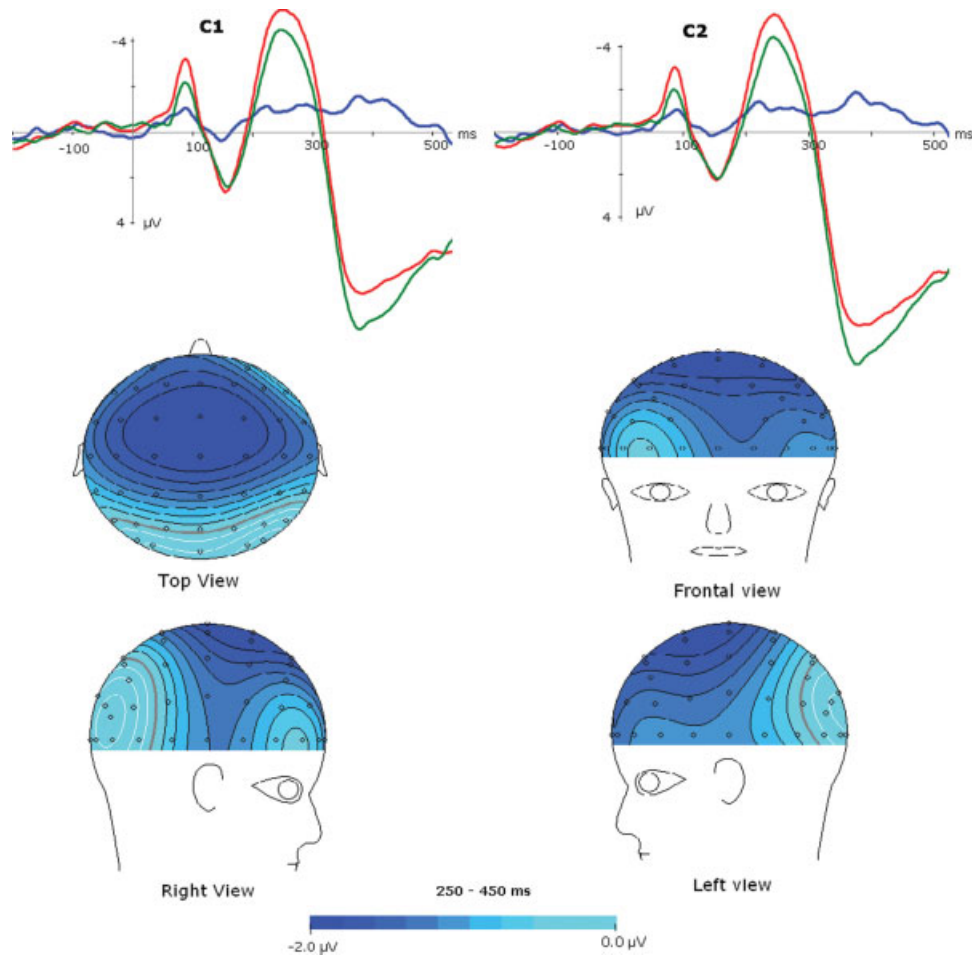 C1
-4
ms
-100
100
300
500
4
µV
C2
-4
ms
-100
100
300
500
4
µV
Top View
Frontal view
Right View
Left view
250 - 450 ms
-2.0 µV
0.0 µV